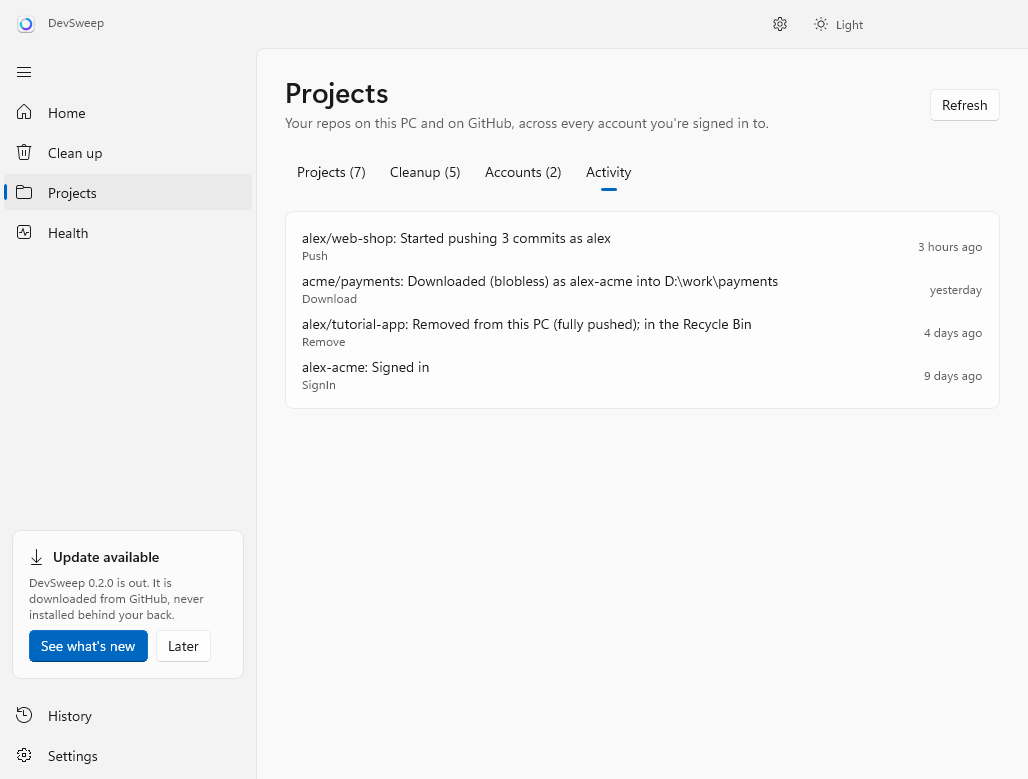 DevSweep
Light
Home
Clean up
Projects
Health
Projects
Your repos on this PC and on GitHub, across every account you're signed in to.
Refresh
Projects (7) Cleanup (5) Accounts (2) Activity
alex/web-shop: Started pushing 3 commits as alex
Push
3 hours ago
acme/payments: Downloaded (blobless) as alex-acme into D:\work\payments
Download
yesterday
alex/tutorial-app: Removed from this PC (fully pushed); in the Recycle Bin
Remove
4 days ago
alex-acme: Signed in
SignIn
9 days ago
Update available
DevSweep 0.2.0 is out. It is
downloaded from GitHub, never
installed behind your back.
See what's new Later
History
Settings